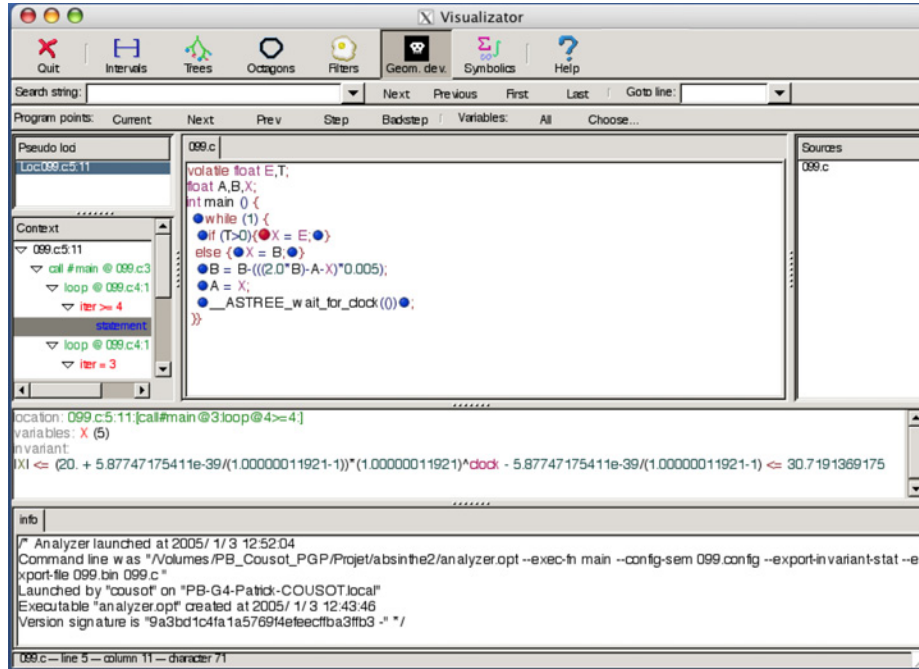 Visualizator
Quit Intervals Trees Octagons Filters Geom. dev. Symbolics Help
Search string: Next Previous First Last Goto line:
Program points: Current Next Prev Step Backstep Variables: All Choose...
Pseudo loci
Loc:099.c:5:11
Context
099.c:5:11
call #main @ 099.c:3
loop @ 099.c:4:1
iter >= 4
statement
loop @ 099.c:4:1
iter = 3
099.c
volatile float E,T;
float A,B,X;
int main () {
while (1) {
if (T>0){X = E;}
else {X = B;}
B = B-(((2.0*B)-A-X)*0.005);
A = X;
__ASTREE_wait_for_clock(());
}}
Sources
099.c
location: 099.c:5:11:[call#main@3:loop@4>=4:]
variables: X (5)
invariant:
|X| <= (20. + 5.87747175411e-39/(1.00000011921-1))*(1.00000011921)^clock - 5.87747175411e-39/(1.00000011921-1) <= 30.7191369175
info
/* Analyzer launched at 2005/ 1/ 3 12:52:04
Command line was "/Volumes/PB_Cousot_PGP/Projet/absinthe2/analyzer.opt --exec-fn main --config-sem 099.config --export-invariant-stat --e
xport-file 099.bin 099.c "
Launched by "cousot" on "PB-G4-Patrick-COUSOT.local"
Executable "analyzer.opt" created at 2005/ 1/ 3 12:43:46
Version signature is "9a3bd1c4fa1a5769f4efeecffba3ffb3 -" */
099.c — line 5 — column 11 — character 71